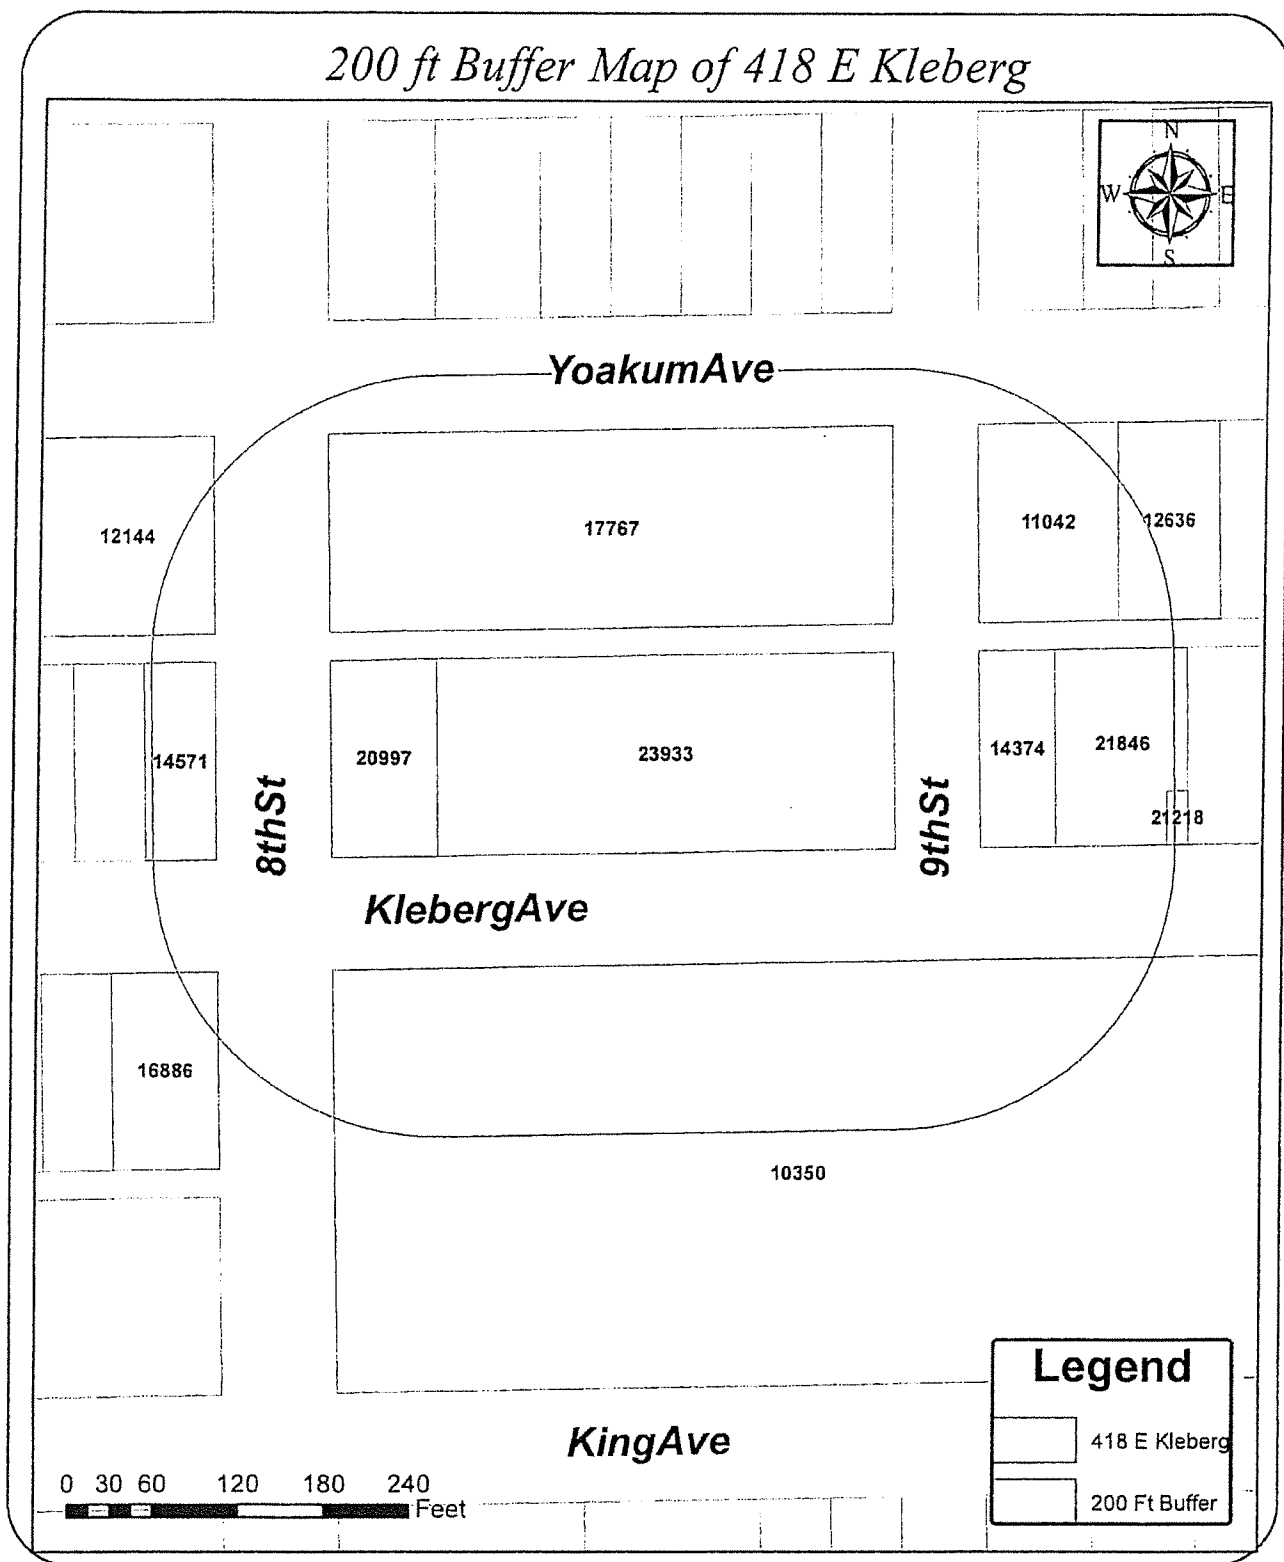 200 ft Buffer Map of 418 E Kleberg
N
W E
S
YoakumAve
12144
17767
11042
12636
14571
20997
23933
14374
21846
21218
8thSt
9thSt
KlebergAve
16886
10350
Legend
418 E Kleberg
200 Ft Buffer
KingAve
0 30 60 120 180 240
Feet